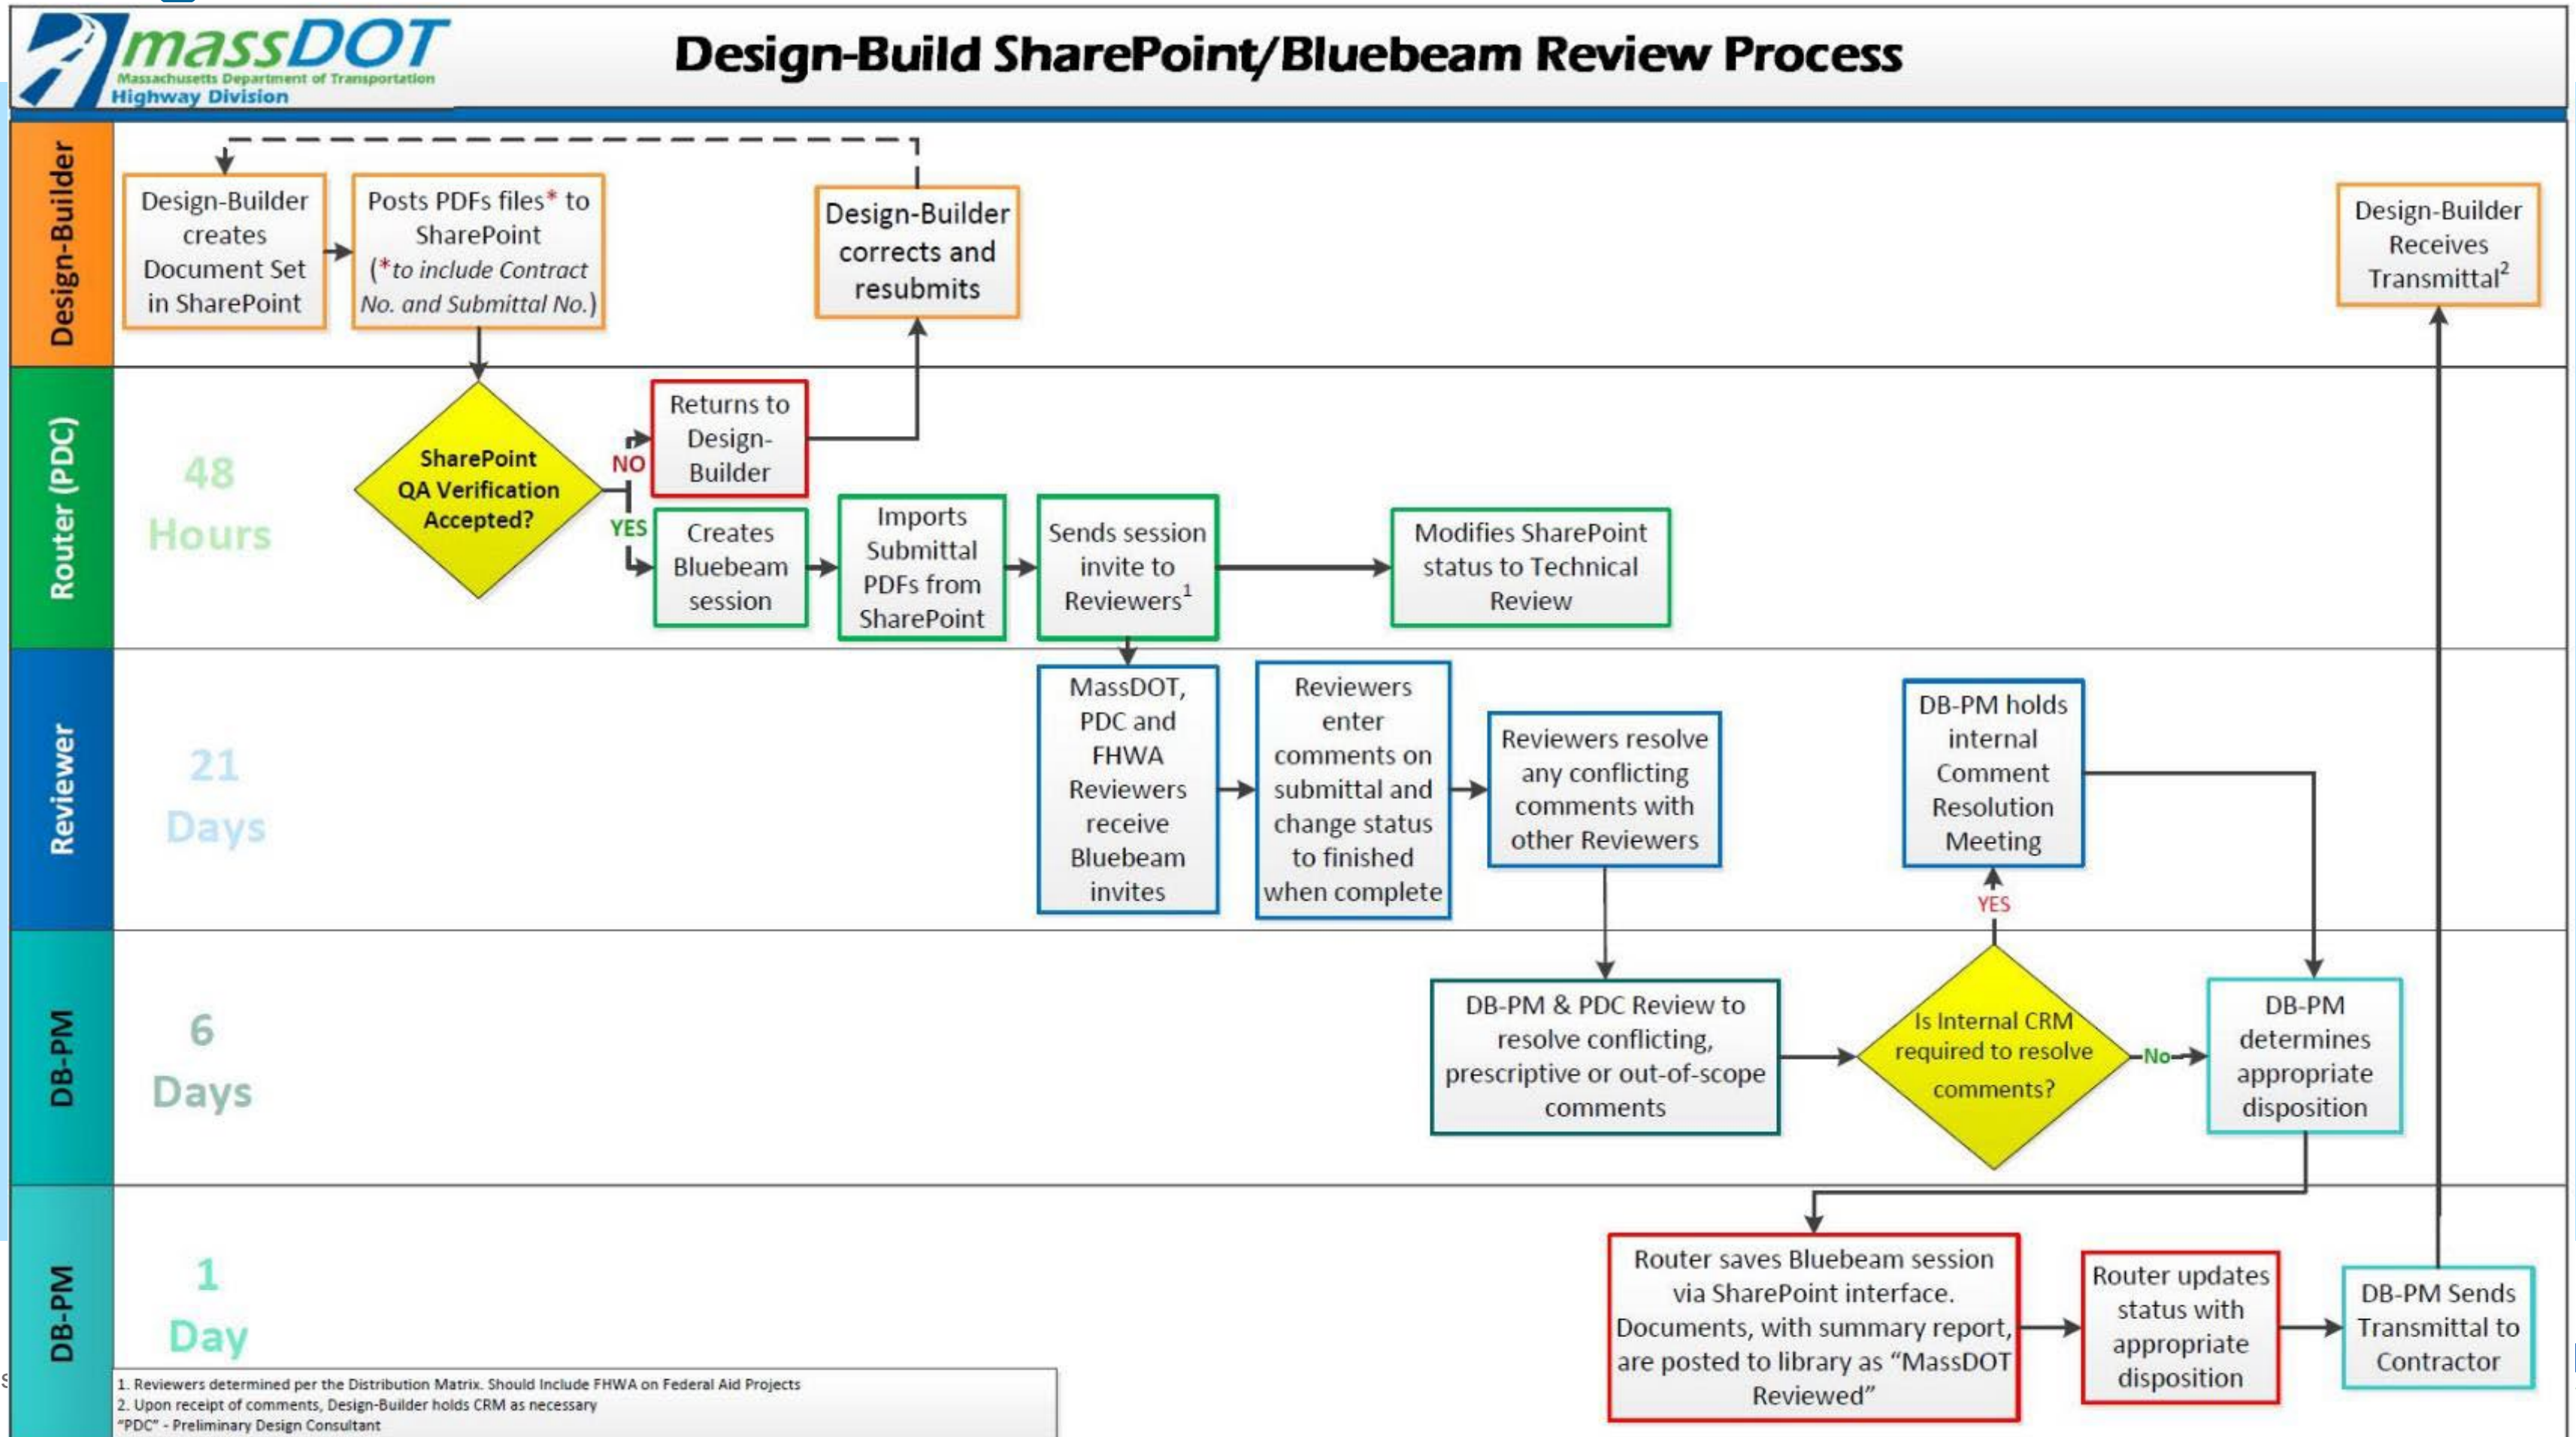 massDOT
Massachusetts Department of Transportation
Highway Division
Design-Build SharePoint/Bluebeam Review Process
Design-Builder
Design-Builder
creates
Document Set
in SharePoint
Posts PDFs files* to
SharePoint
(*to include Contract
No. and Submittal No.)
Design-Builder
corrects and
resubmits
Design-Builder
Receives
Transmittal2
Router (PDC)
48
Hours
SharePoint
QA Verification
Accepted?
NO
YES
Returns to
Design-
Builder
Creates
Bluebeam
session
Imports
Submittal
PDFs from
SharePoint
Sends session
invite to
Reviewers1
Modifies SharePoint
status to Technical
Review
Reviewer
21
Days
MassDOT,
PDC and
FHWA
Reviewers
receive
Bluebeam
invites
Reviewers
enter
comments on
submittal and
change status
to finished
when complete
Reviewers resolve
any conflicting
comments with
other Reviewers
DB-PM holds
internal
Comment
Resolution
Meeting
YES
DB-PM
6
Days
DB-PM & PDC Review to
resolve conflicting,
prescriptive or out-of-scope
comments
Is Internal CRM
required to resolve
comments?
No
DB-PM
determines
appropriate
disposition
DB-PM
1
Day
Router saves Bluebeam session
via SharePoint interface.
Documents, with summary report,
are posted to library as “MassDOT
Reviewed”
Router updates
status with
appropriate
disposition
DB-PM Sends
Transmittal to
Contractor
1. Reviewers determined per the Distribution Matrix. Should Include FHWA on Federal Aid Projects
2. Upon receipt of comments, Design-Builder holds CRM as necessary
“PDC” - Preliminary Design Consultant